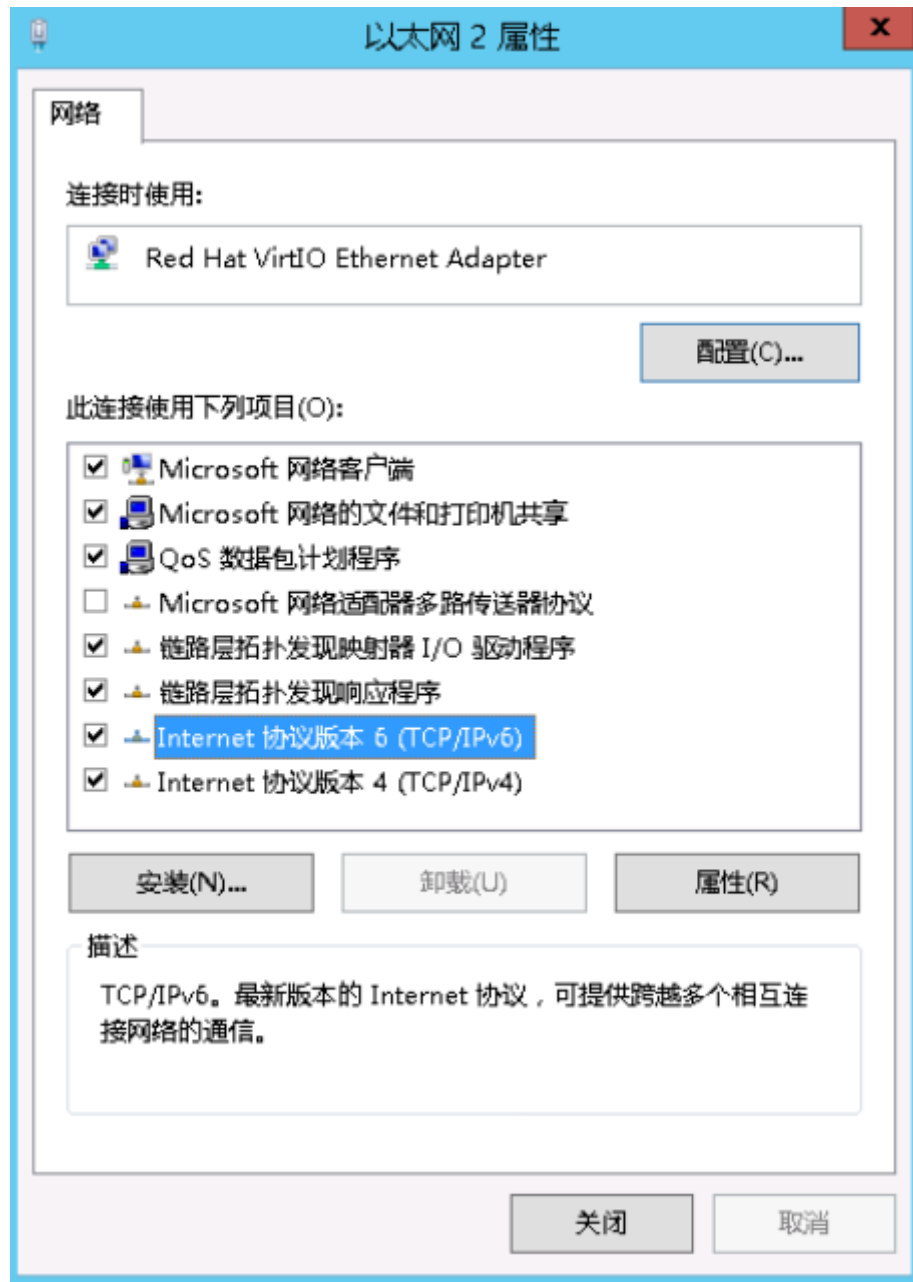 以太网 2 属性
网络
连接时使用:
Red Hat VirtIO Ethernet Adapter
配置(C)...
此连接使用下列项目(O):
Microsoft 网络客户端
Microsoft 网络的文件和打印机共享
QoS 数据包计划程序
Microsoft 网络适配器多路传送器协议
链路层拓扑发现映射器 I/O 驱动程序
链路层拓扑发现响应程序
Internet 协议版本 6 (TCP/IPv6)
Internet 协议版本 4 (TCP/IPv4)
安装(N)...
卸载(U)
属性(R)
描述
TCP/IPv6。最新版本的 Internet 协议，可提供跨越多个相互连
接网络的通信。
关闭
取消